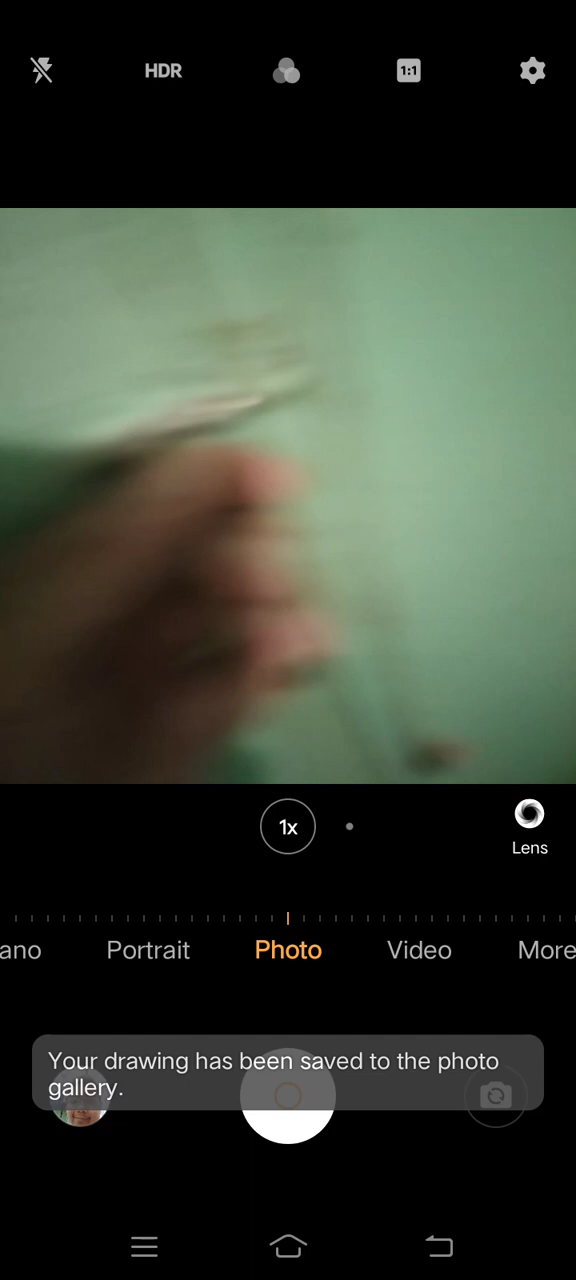 HDR
1:1
1x
Lens
ano Portrait Photo Video More
Your drawing has been saved to the photo
gallery.